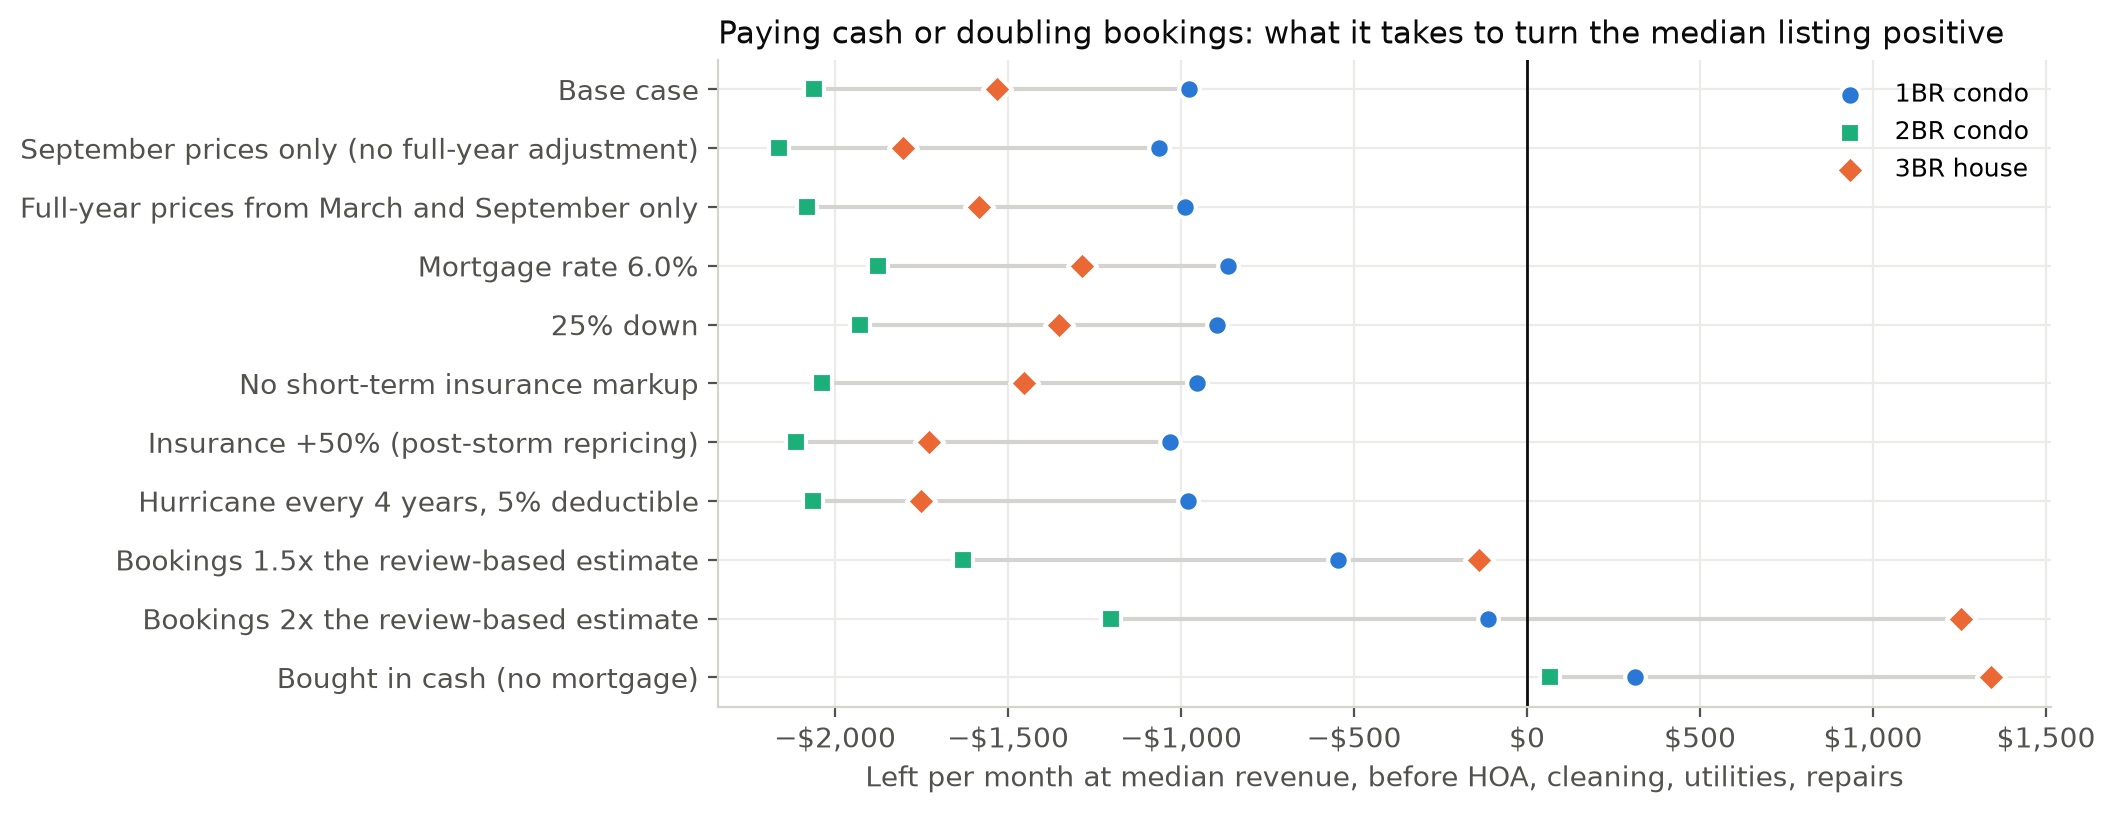 Paying cash or doubling bookings: what it takes to turn the median listing positive
Base case
September prices only (no full-year adjustment)
Full-year prices from March and September only
Mortgage rate 6.0%
25% down
No short-term insurance markup
Insurance +50% (post-storm repricing)
Hurricane every 4 years, 5% deductible
Bookings 1.5x the review-based estimate
Bookings 2x the review-based estimate
Bought in cash (no mortgage)
1BR condo
2BR condo
3BR house
−$2,000 −$1,500 −$1,000 −$500 $0 $500 $1,000 $1,500
Left per month at median revenue, before HOA, cleaning, utilities, repairs